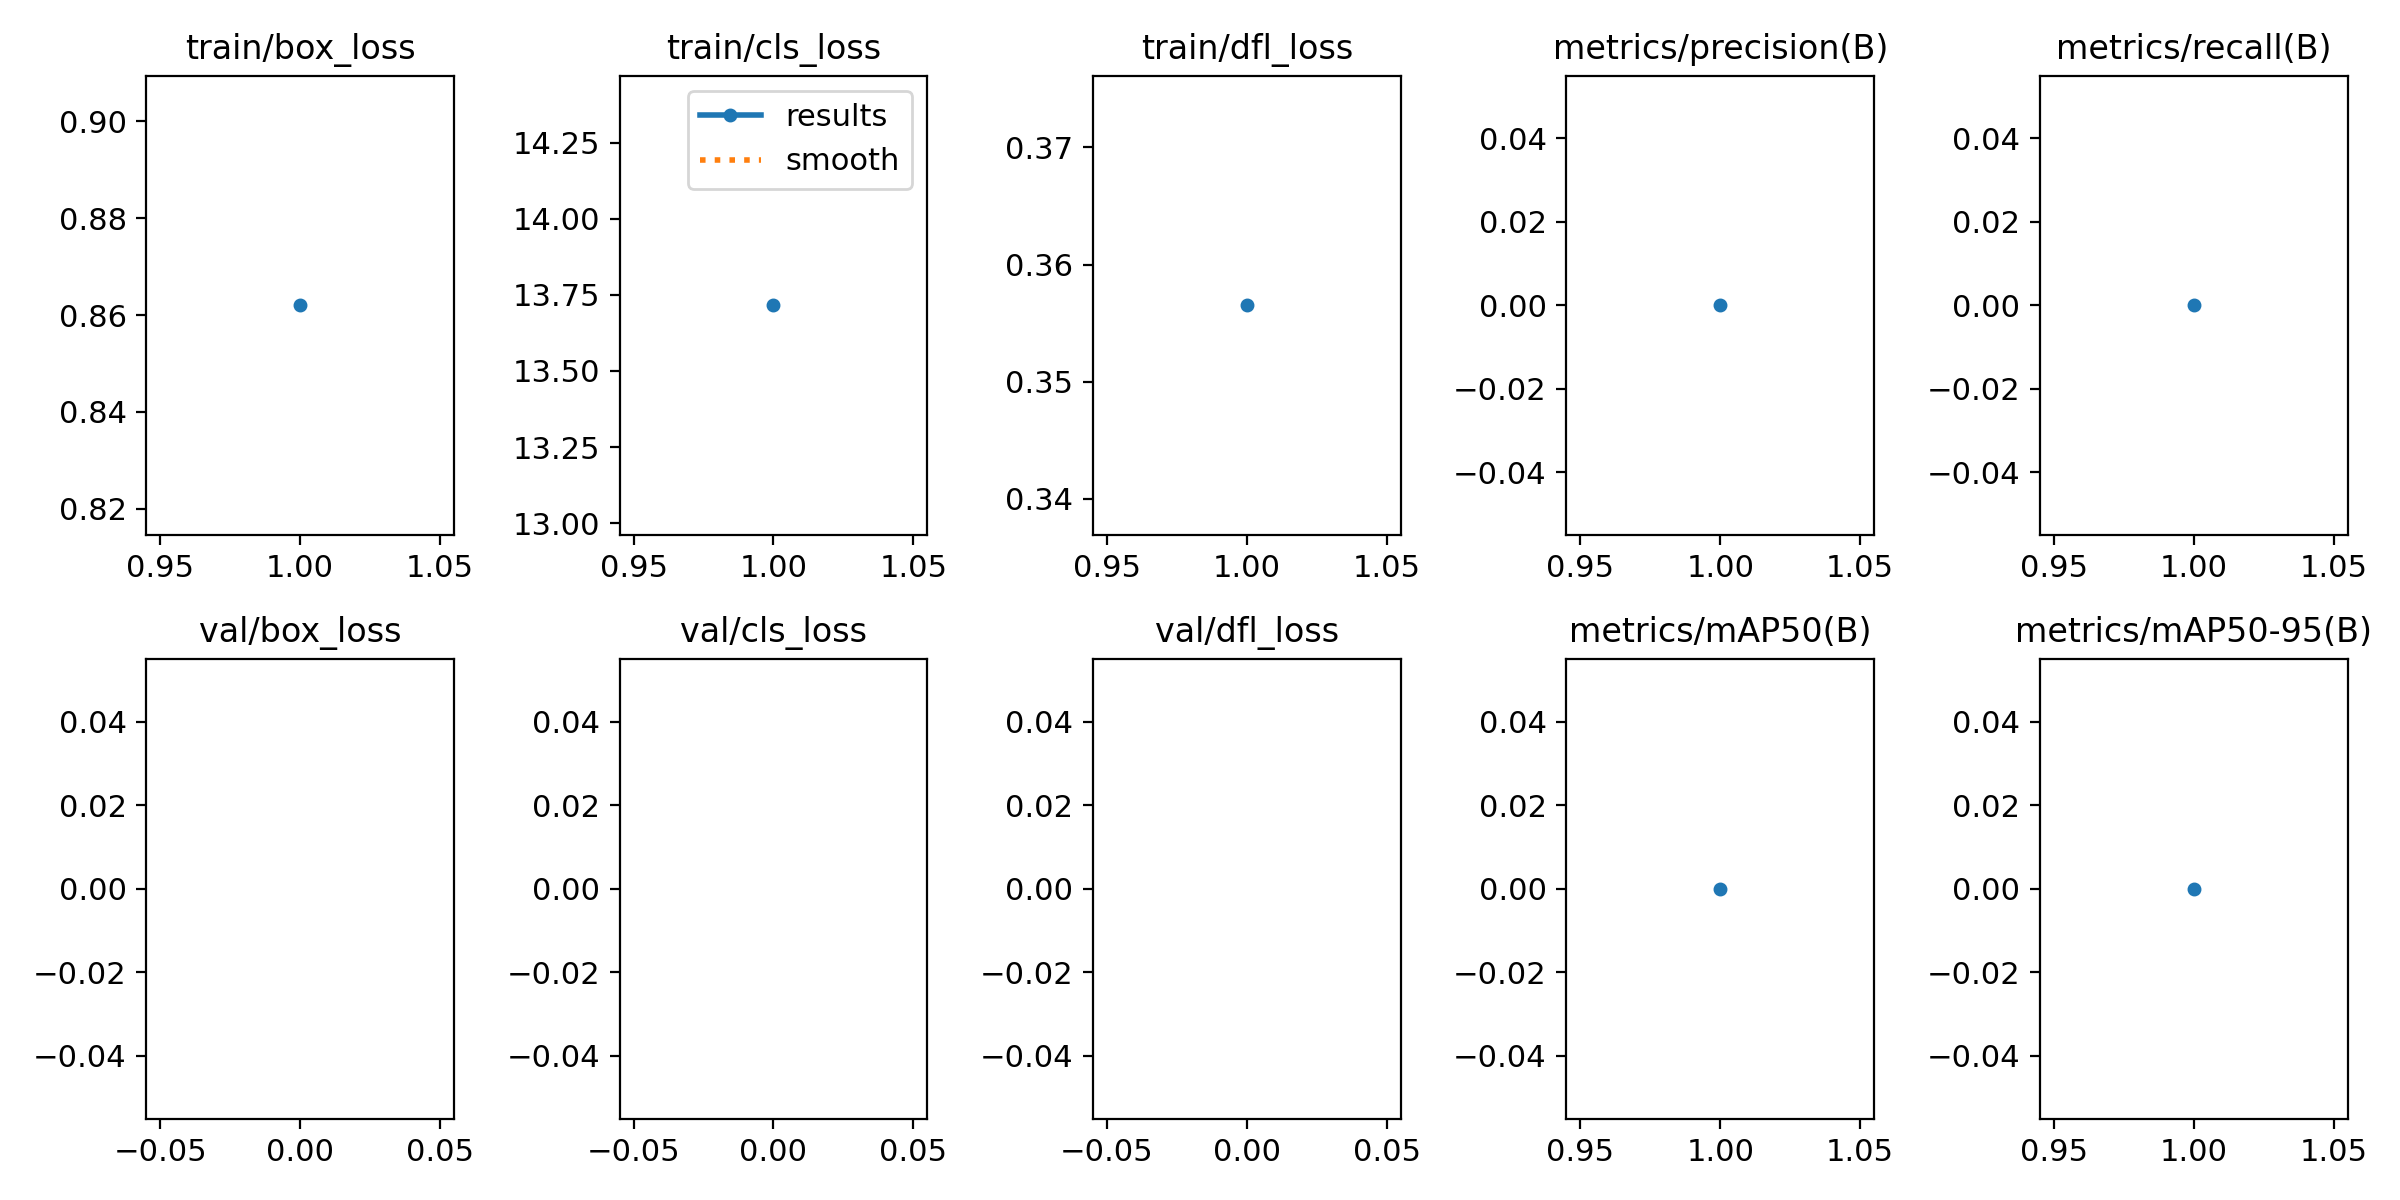 train/box_loss
train/cls_loss
train/dfl_loss
metrics/precision(B)
metrics/recall(B)
0.90
0.88
0.86
0.84
0.82
0.95 1.00 1.05
results
smooth
14.25
14.00
13.75
13.50
13.25
13.00
0.95 1.00 1.05
0.37
0.36
0.35
0.34
0.95 1.00 1.05
0.04
0.02
0.00
−0.02
−0.04
0.95 1.00 1.05
0.04
0.02
0.00
−0.02
−0.04
0.95 1.00 1.05
val/box_loss
val/cls_loss
val/dfl_loss
metrics/mAP50(B)
metrics/mAP50-95(B)
0.04
0.02
0.00
−0.02
−0.04
−0.05 0.00 0.05
0.04
0.02
0.00
−0.02
−0.04
−0.05 0.00 0.05
0.04
0.02
0.00
−0.02
−0.04
−0.05 0.00 0.05
0.04
0.02
0.00
−0.02
−0.04
0.95 1.00 1.05
0.04
0.02
0.00
−0.02
−0.04
0.95 1.00 1.05